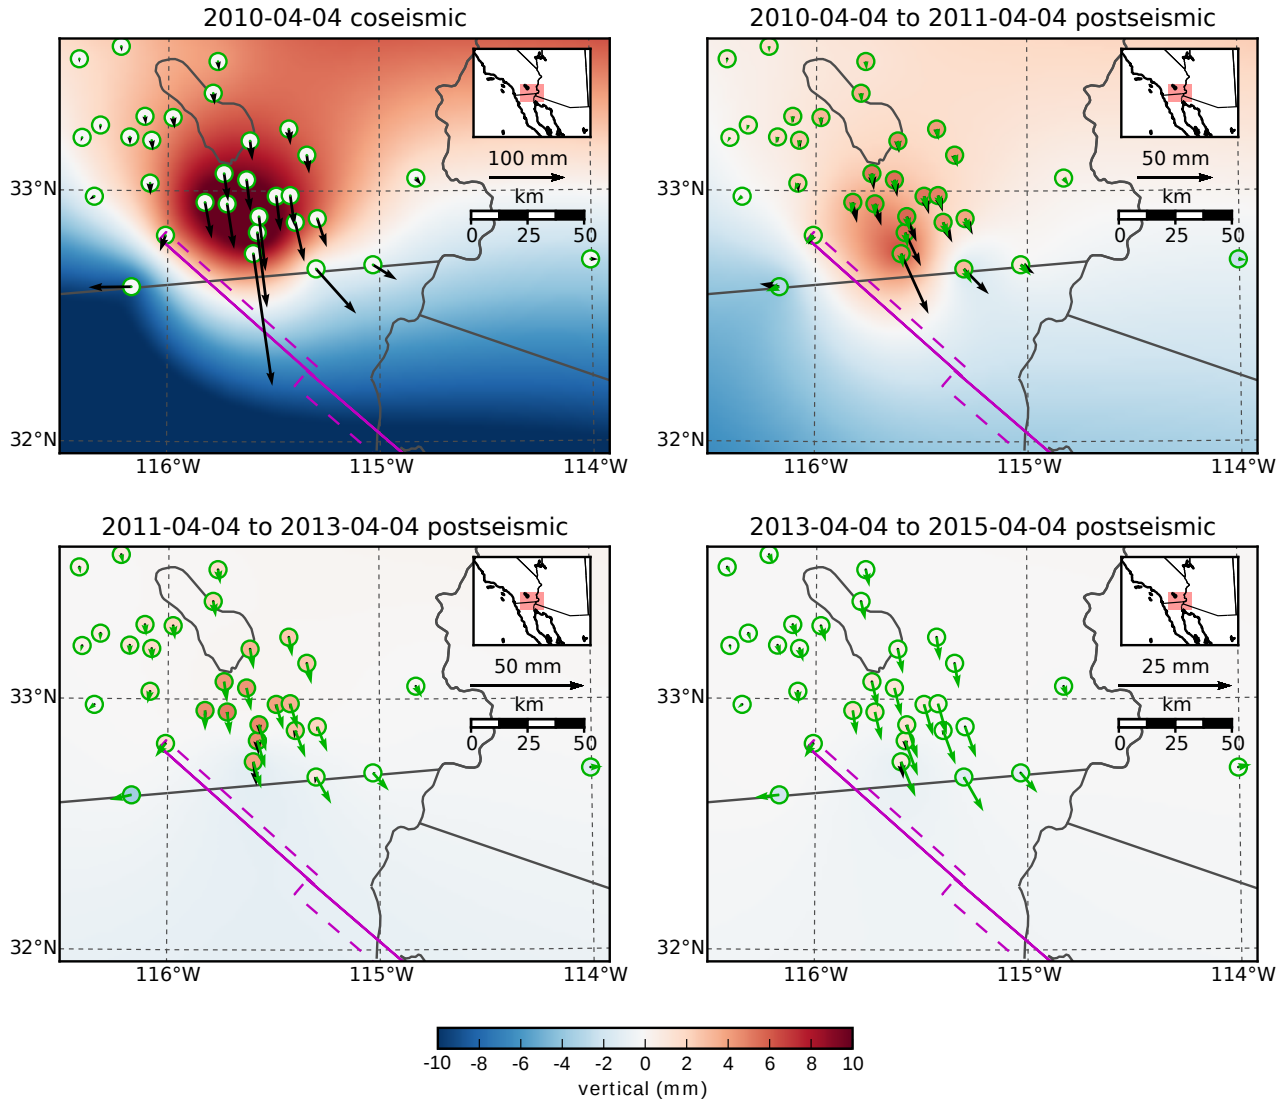 2010-04-04 coseismic
2010-04-04 to 2011-04-04 postseismic
100 mm
km
0 25 50
33°N
32°N
116°W 115°W 114°W
50 mm
km
0 25 50
33°N
32°N
116°W 115°W 114°W
2011-04-04 to 2013-04-04 postseismic
2013-04-04 to 2015-04-04 postseismic
50 mm
km
0 25 50
33°N
32°N
116°W 115°W 114°W
25 mm
km
0 25 50
33°N
32°N
116°W 115°W 114°W
-10 -8 -6 -4 -2 0 2 4 6 8 10
vertical (mm)